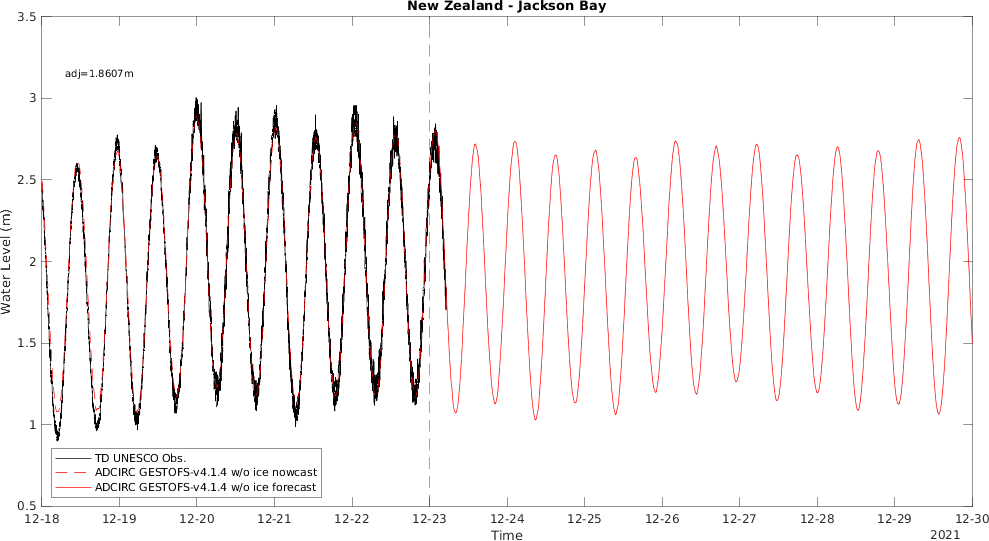 New Zealand - Jackson Bay
3.5
adj=1.8607m
3
2.5
2
1.5
1
0.5
Water Level (m)
TD UNESCO Obs.
ADCIRC GESTOFS-v4.1.4 w/o ice nowcast
ADCIRC GESTOFS-v4.1.4 w/o ice forecast
12-18 12-19 12-20 12-21 12-22 12-23 12-24 12-25 12-26 12-27 12-28 12-29 12-30
Time
2021